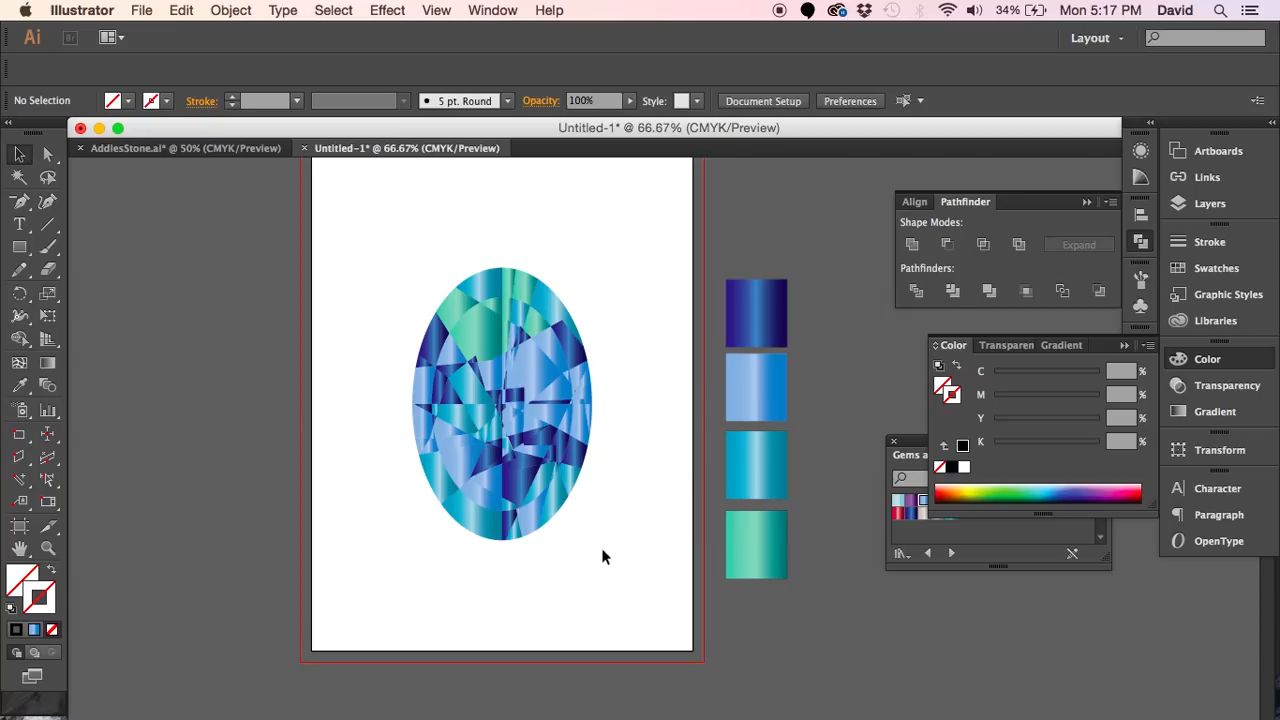 Illustrator File Edit Object Type Select Effect View Window Help 34% Mon 5:17 PM David
Ai Br Layout
No Selection Stroke: 5 pt. Round Opacity: 100% Style: Document Setup Preferences
Untitled-1* @ 66.67% (CMYK/Preview)
AddiesStone.ai* @ 50% (CMYK/Preview) Untitled-1* @ 66.67% (CMYK/Preview)
Align Pathfinder
Shape Modes:
Expand
Pathfinders:
Color Transparen Gradient
C %
M %
Y %
K %
Gems a
Artboards
Links
Layers
Stroke
Swatches
Graphic Styles
Libraries
Color
Transparency
Gradient
Transform
Character
Paragraph
OpenType